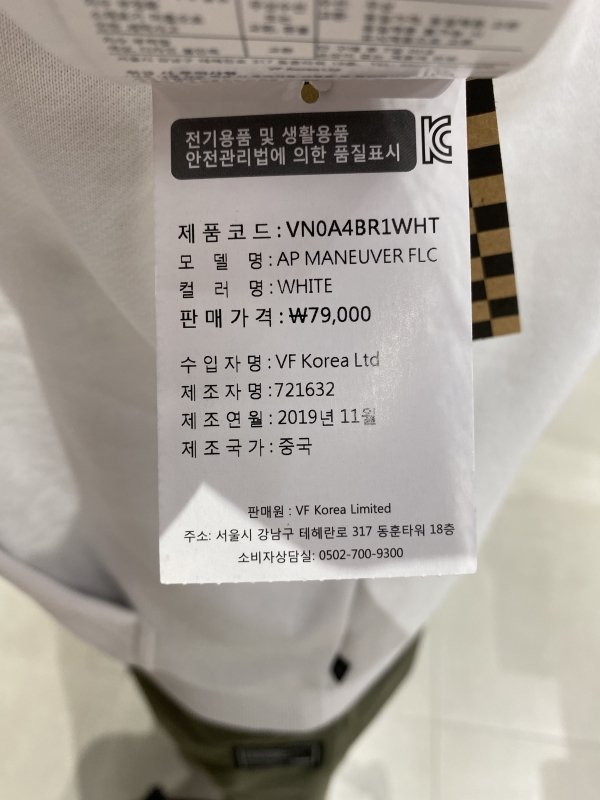 전기용품 및 생활용품
안전관리법에 의한 품질표시
제품코드 : VN0A4BR1WHT
모 델 명 : AP MANEUVER FLC
컬 러 명 : WHITE
판매가격 : ₩79,000
수입자명 : VF Korea Ltd
제조자명 : 721632
제조연월 : 2019년 11월
제조국가 : 중국
판매원 : VF Korea Limited
주소: 서울시 강남구 테헤란로 317 동훈타워 18층
소비자상담실: 0502-700-9300